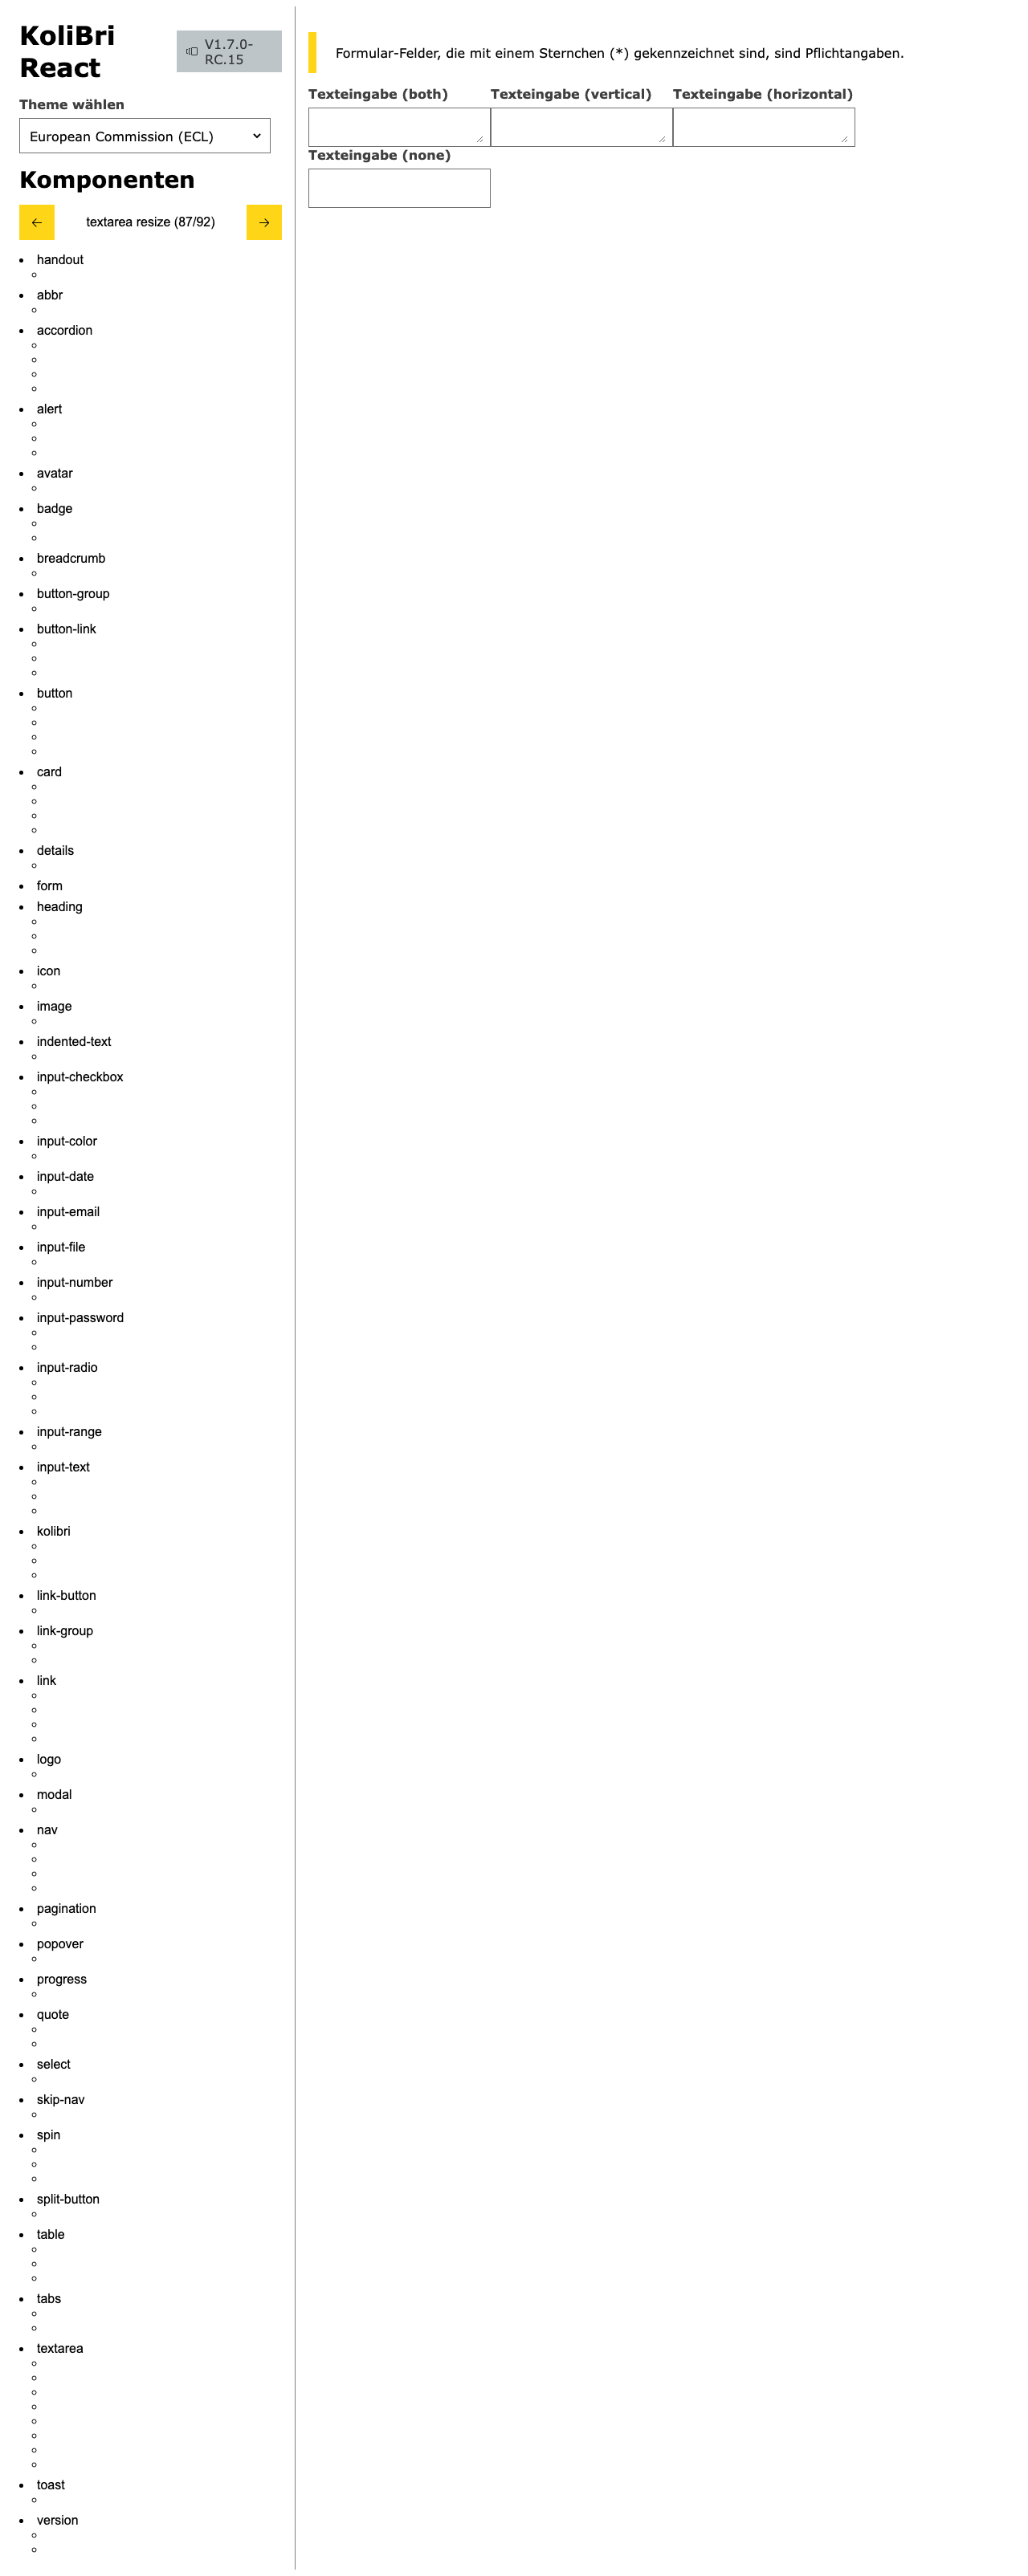 KoliBri
React
V1.7.0-
RC.15
Theme wählen
European Commission (ECL)
Komponenten
textarea resize (87/92)
handout
abbr
accordion
alert
avatar
badge
breadcrumb
button-group
button-link
button
card
details
form
heading
icon
image
indented-text
input-checkbox
input-color
input-date
input-email
input-file
input-number
input-password
input-radio
input-range
input-text
kolibri
link-button
link-group
link
logo
modal
nav
pagination
popover
progress
quote
select
skip-nav
spin
split-button
table
tabs
textarea
toast
version
Formular-Felder, die mit einem Sternchen (*) gekennzeichnet sind, sind Pflichtangaben.
Texteingabe (both) Texteingabe (vertical) Texteingabe (horizontal)
Texteingabe (none)